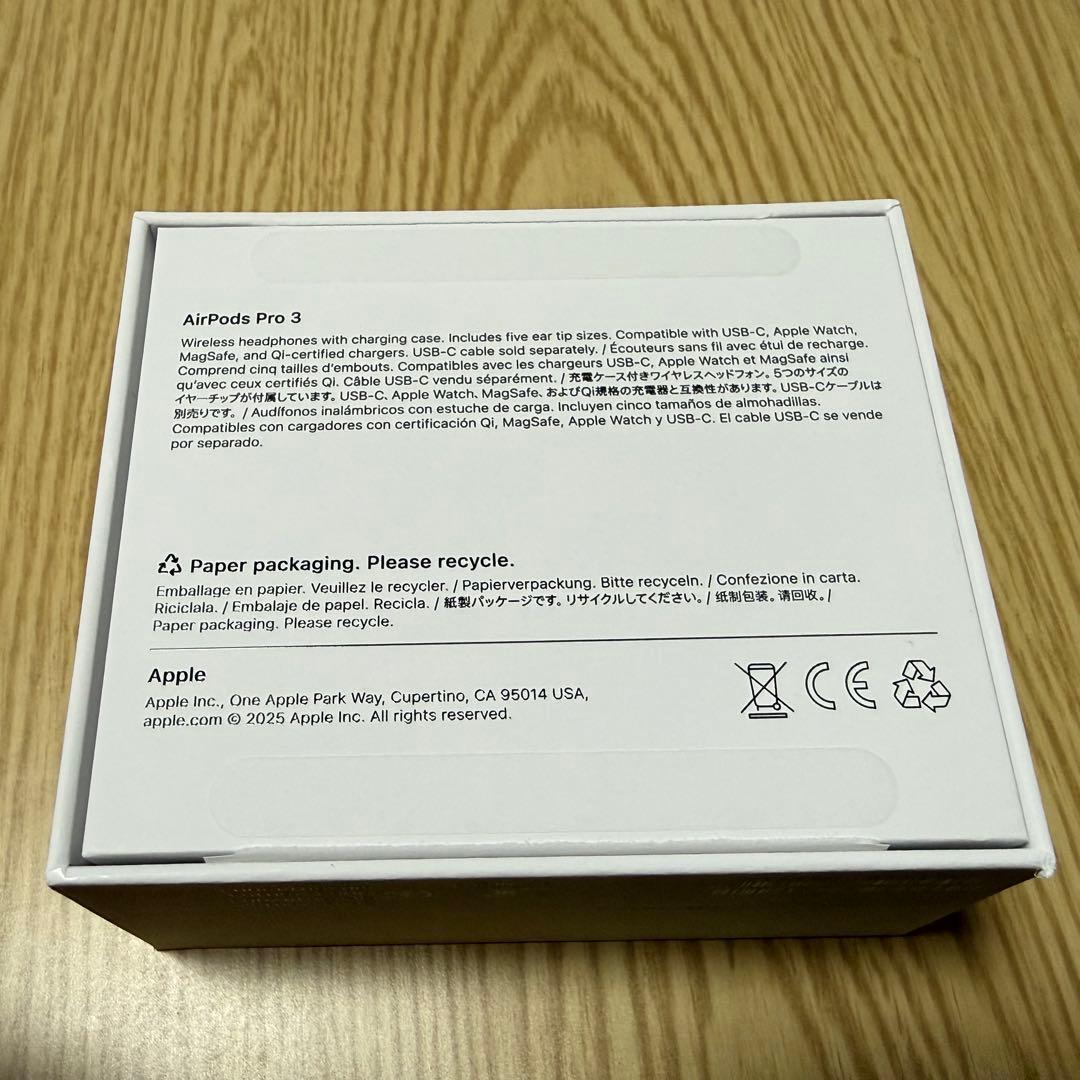 AirPods Pro 3
Wireless headphones with charging case. Includes five ear tip sizes. Compatible with USB-C, Apple Watch,
MagSafe, and Qi-certified chargers. USB-C cable sold separately. / Écouteurs sans fil avec étui de recharge.
Comprend cinq tailles d'embouts. Compatibles avec les chargeurs USB-C, Apple Watch et MagSafe ainsi
qu'avec ceux certifiés Qi. Câble USB-C vendu séparément. / 充電ケース付きワイヤレスヘッドフォン。5つのサイズの
イヤーチップが付属しています。USB-C、Apple Watch、MagSafe、およびQi規格の充電器と互換性があります。USB-Cケーブルは
別売りです。 / Audífonos inalámbricos con estuche de carga. Incluyen cinco tamaños de almohadillas.
Compatibles con cargadores con certificación Qi, MagSafe, Apple Watch y USB-C. El cable USB-C se vende
por separado.
Paper packaging. Please recycle.
Emballage en papier. Veuillez le recycler. / Papierverpackung. Bitte recyceln. / Confezione in carta.
Riciclala. / Embalaje de papel. Recicla. / 紙製パッケージです。リサイクルしてください。/ 纸制包装。请回收。/
Paper packaging. Please recycle.
Apple
Apple Inc., One Apple Park Way, Cupertino, CA 95014 USA,
apple.com © 2025 Apple Inc. All rights reserved.
CE